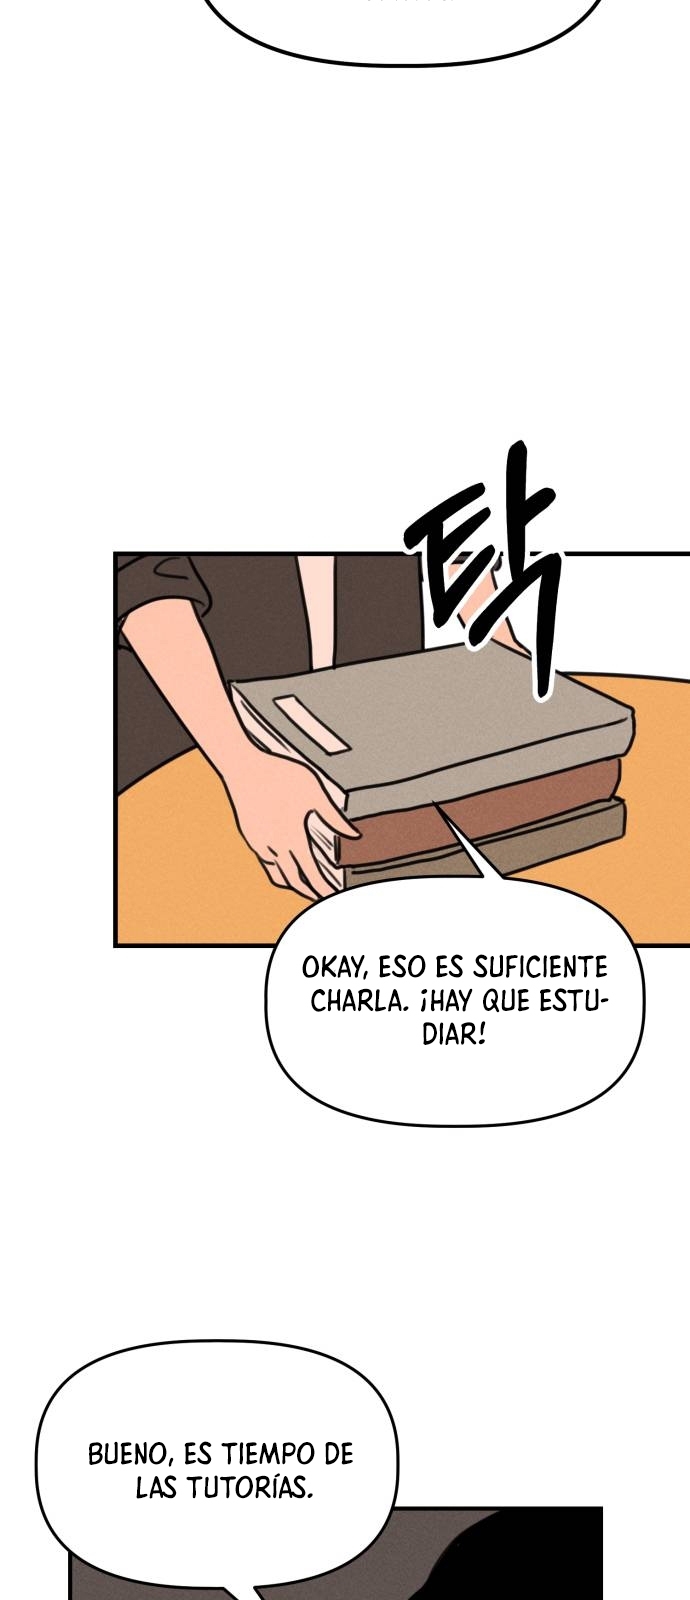 탁
OKAY, ESO ES SUFICIENTE
CHARLA. ¡HAY QUE ESTU-
DIAR!
BUENO, ES TIEMPO DE
LAS TUTORÍAS.